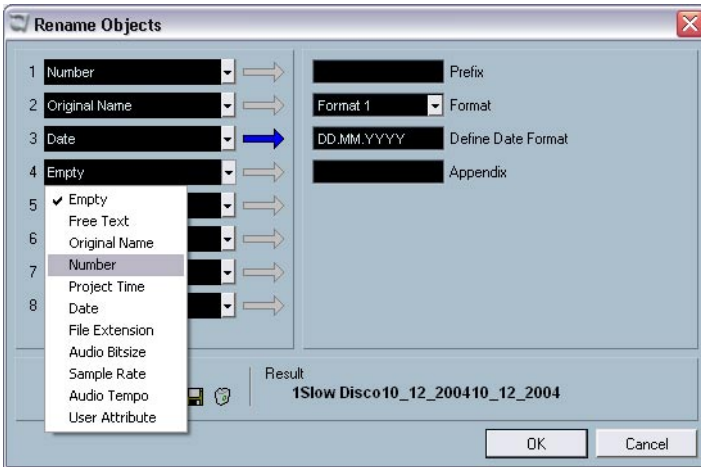 Rename Objects
1 Number
Prefix
2 Original Name
Format 1
Format
3 Date
DD.MM.YYYY
Define Date Format
4 Empty
Appendix
5
6
7
8
Empty
Free Text
Original Name
Number
Project Time
Date
File Extension
Audio Bitsize
Sample Rate
Audio Tempo
User Attribute
Result
1Slow Disco10_12_200410_12_2004
OK
Cancel